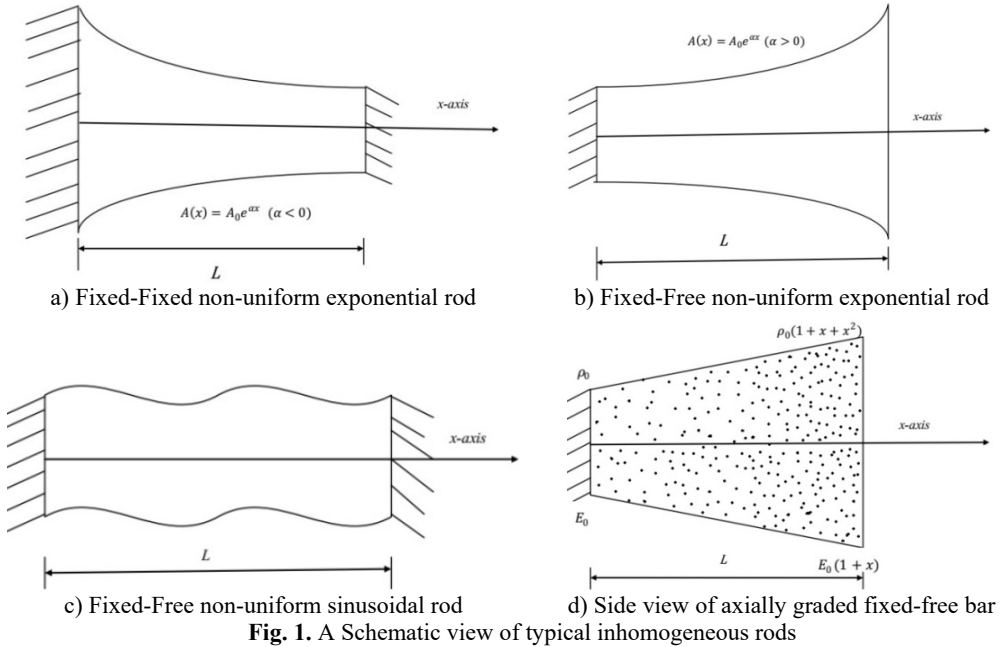 A(x) = A₀e^{αx} (α < 0)
x-axis
L
a) Fixed-Fixed non-uniform exponential rod
A(x) = A₀e^{αx} (α > 0)
x-axis
L
b) Fixed-Free non-uniform exponential rod
x-axis
L
c) Fixed-Free non-uniform sinusoidal rod
ρ₀(1 + x + x²)
ρ₀
x-axis
E₀
L
E₀(1 + x)
d) Side view of axially graded fixed-free bar
Fig. 1. A Schematic view of typical inhomogeneous rods